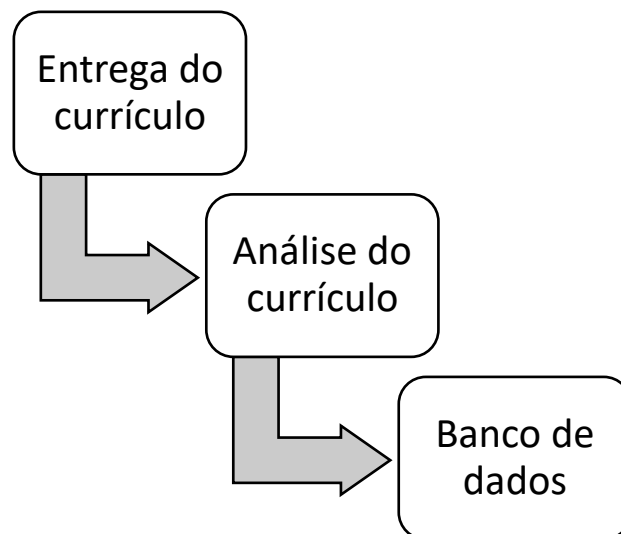 Entrega do
currículo
Análise do
currículo
Banco de
dados